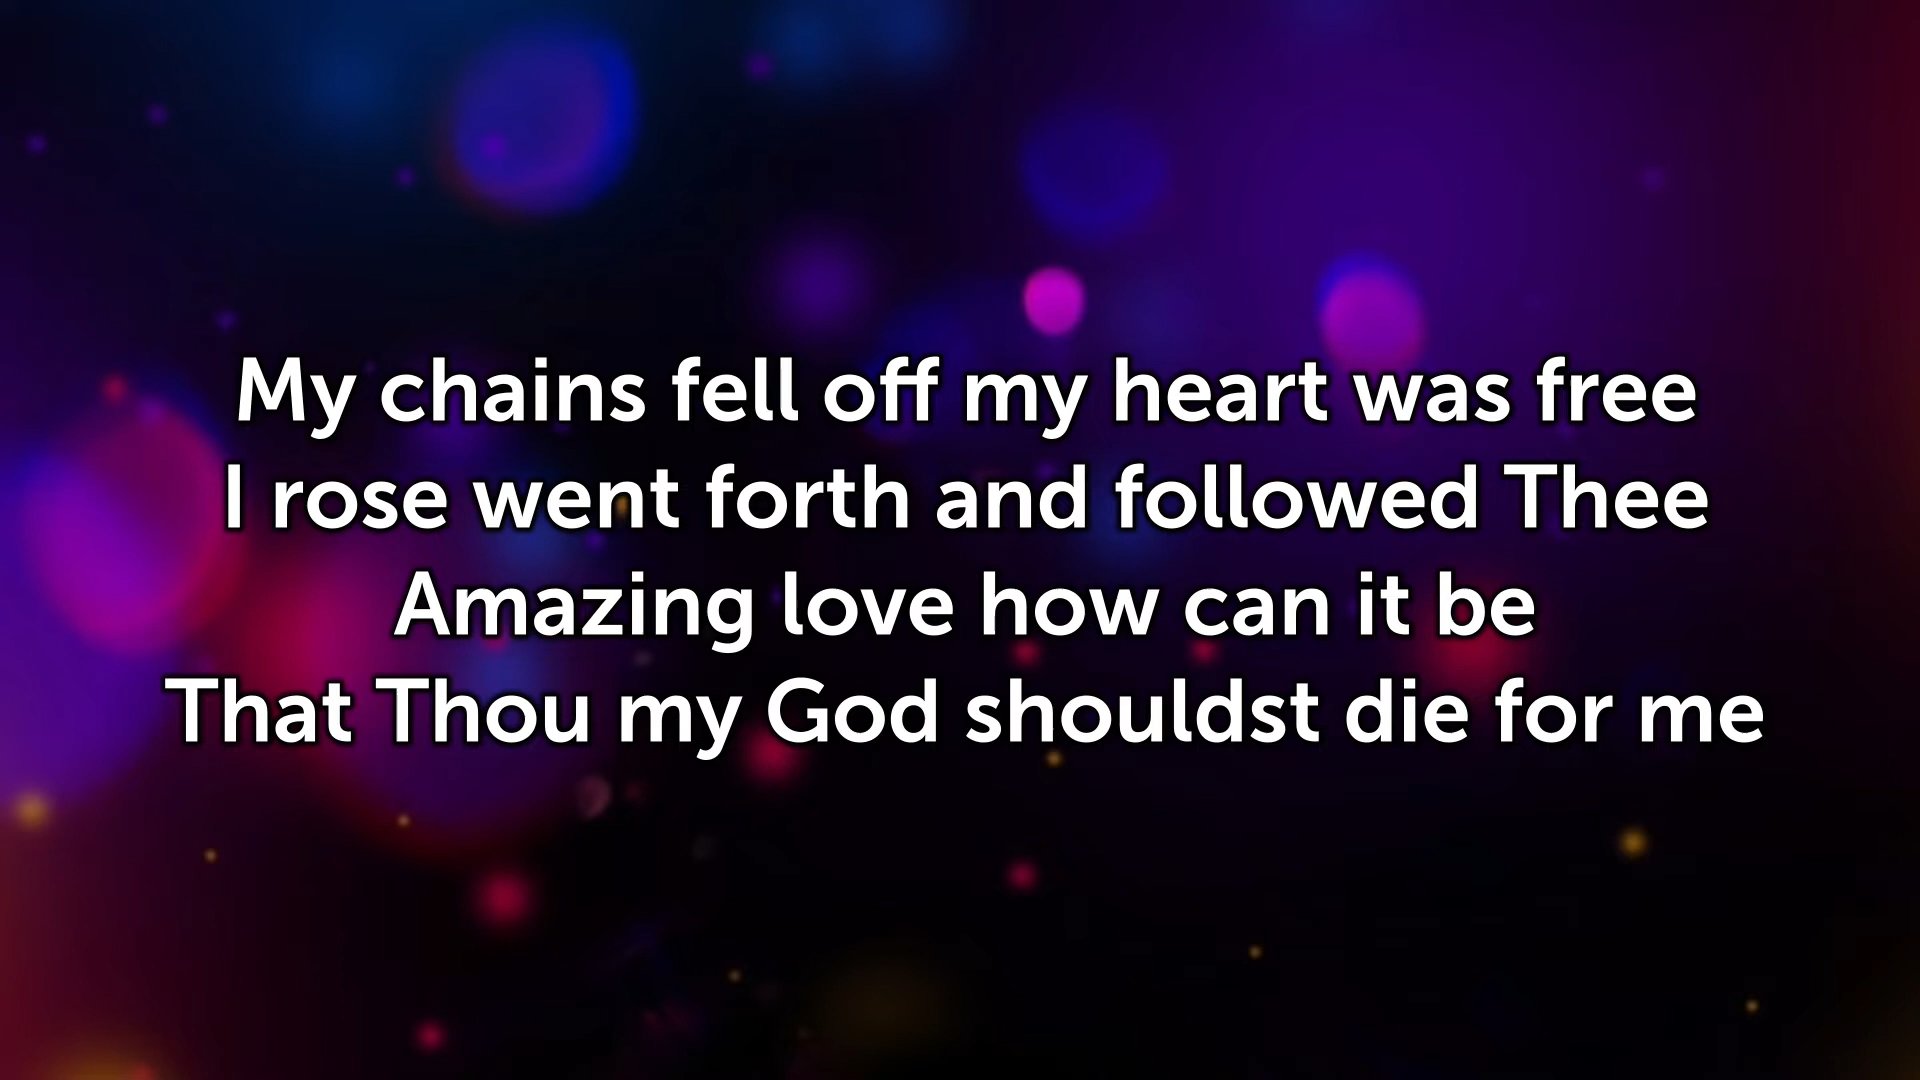 My chains fell off my heart was free
I rose went forth and followed Thee
Amazing love how can it be
That Thou my God shouldst die for me